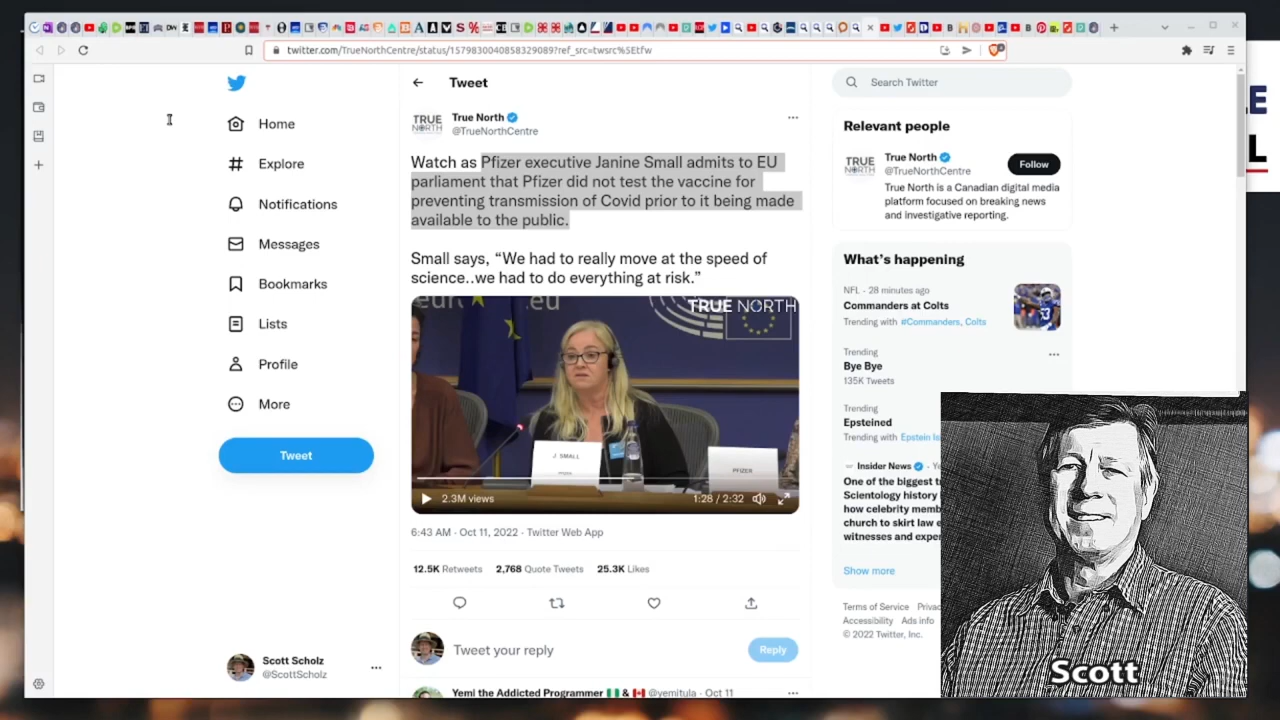 twitter.com/TrueNorthCentre/status/1579830040858329089?ref_src=twsrc%5Etfw
Tweet
Search Twitter
Home
Explore
Notifications
Messages
Bookmarks
Lists
Profile
More
Tweet
Scott Scholz
@ScottScholz
TRUE
NORTH
True North
@TrueNorthCentre
Watch as Pfizer executive Janine Small admits to EU
parliament that Pfizer did not test the vaccine for
preventing transmission of Covid prior to it being made
available to the public.
Small says, “We had to really move at the speed of
science..we had to do everything at risk.”
TRUE NORTH
J. SMALL
PFIZER
2.3M views
1:28 / 2:32
6:43 AM · Oct 11, 2022 · Twitter Web App
12.5K Retweets 2,768 Quote Tweets 25.3K Likes
Tweet your reply
Reply
Yemi the Addicted Programmer & @yemitula · Oct 11
Relevant people
TRUE
NORTH
True North
@TrueNorthCentre
Follow
True North is a Canadian digital media
platform focused on breaking news
and investigative reporting.
What’s happening
NFL · 28 minutes ago
Commanders at Colts
Trending with #Commanders, Colts
Trending
Bye Bye
135K Tweets
Trending
Epsteined
Trending with Epstein
Insider News
One of the biggest
Scientology history
how celebrity
church to skirt law
witnesses and
Show more
Terms of Service
Accessibility Ads info
© 2022 Twitter, Inc.
Scott